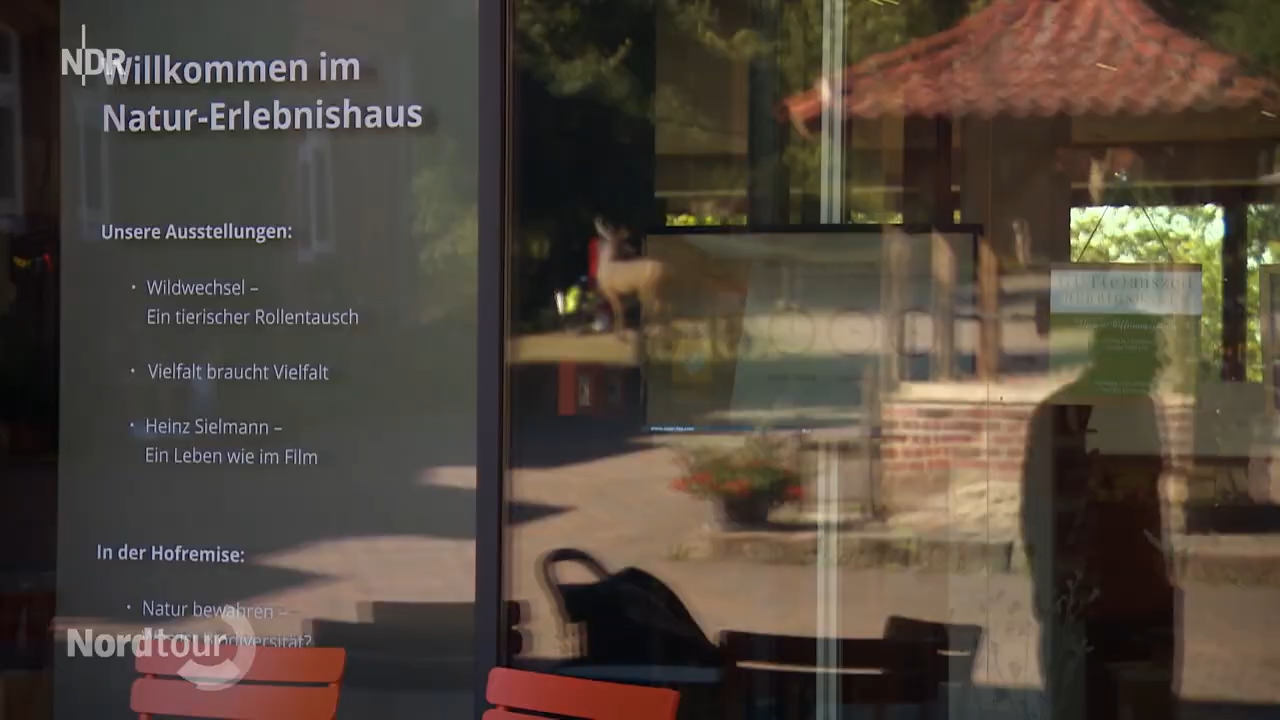 NDR
Willkommen im
Natur-Erlebnishaus
Unsere Ausstellungen:
• Wildwechsel –
Ein tierischer Rollentausch
• Vielfalt braucht Vielfalt
• Heinz Sielmann –
Ein Leben wie im Film
In der Hofremise:
• Natur bewahren –
Biodiversität?
Nordtour